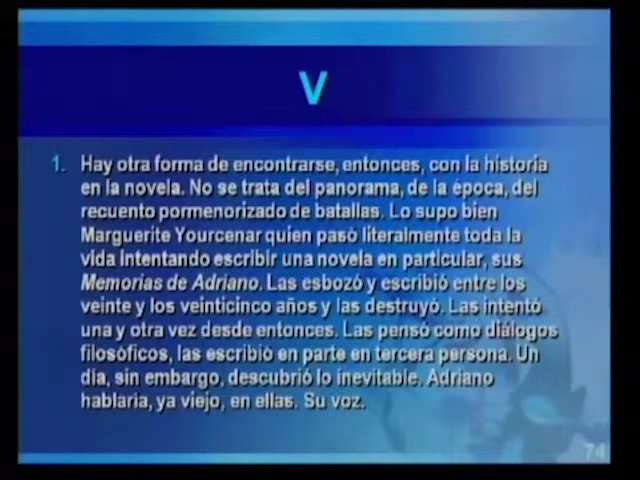 V
1. Hay otra forma de encontrarse, entonces, con la historia
en la novela. No se trata del panorama, de la época, del
recuento pormenorizado de batallas. Lo supo bien
Marguerite Yourcenar quien pasó literalmente toda la
vida intentando escribir una novela en particular, sus
Memorias de Adriano. Las esbozó y escribió entre los
veinte y los veinticinco años y las destruyó. Las intentó
una y otra vez desde entonces. Las pensó como diálogos
filosóficos, las escribió en parte en tercera persona. Un
día, sin embargo, descubrió lo inevitable. Adriano
hablaría, ya viejo, en ellas. Su voz.
74